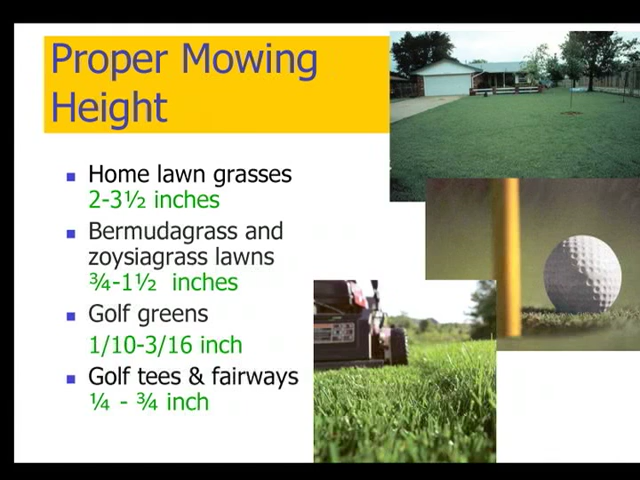 Proper Mowing
Height
Home lawn grasses
2-3½ inches
Bermudagrass and
zoysiagrass lawns
¾-1½ inches
Golf greens
1/10-3/16 inch
Golf tees & fairways
¼ - ¾ inch